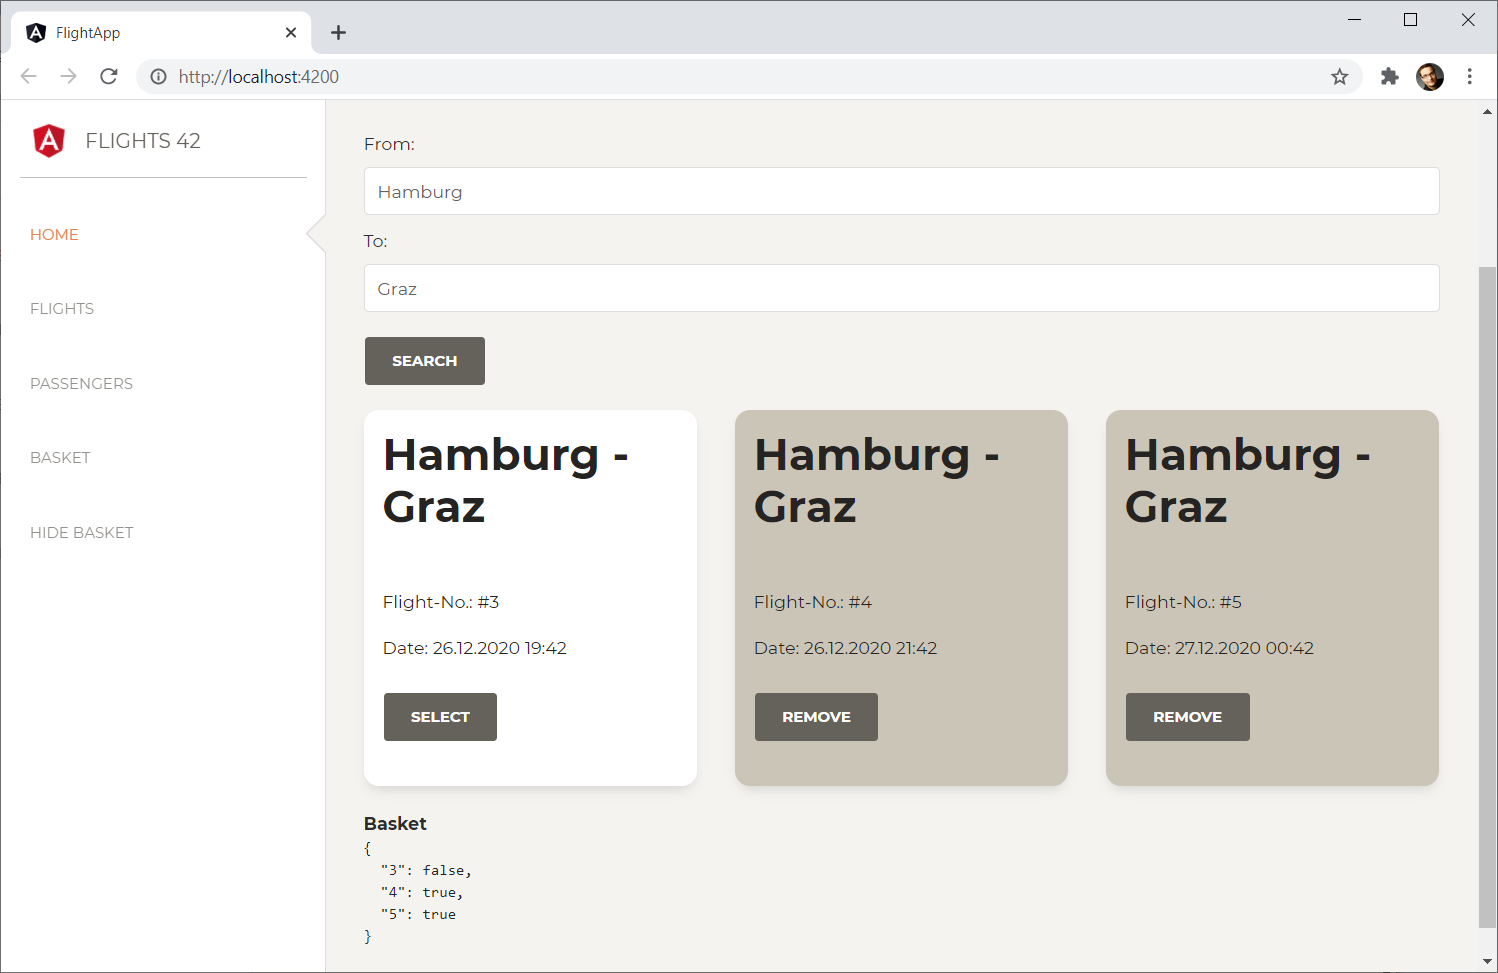 FlightApp
http://localhost:4200
FLIGHTS 42
HOME
FLIGHTS
PASSENGERS
BASKET
HIDE BASKET
From:
Hamburg
To:
Graz
SEARCH
Hamburg -
Graz
Flight-No.: #3
Date: 26.12.2020 19:42
SELECT
Hamburg -
Graz
Flight-No.: #4
Date: 26.12.2020 21:42
REMOVE
Hamburg -
Graz
Flight-No.: #5
Date: 27.12.2020 00:42
REMOVE
Basket
{
  "3": false,
  "4": true,
  "5": true
}